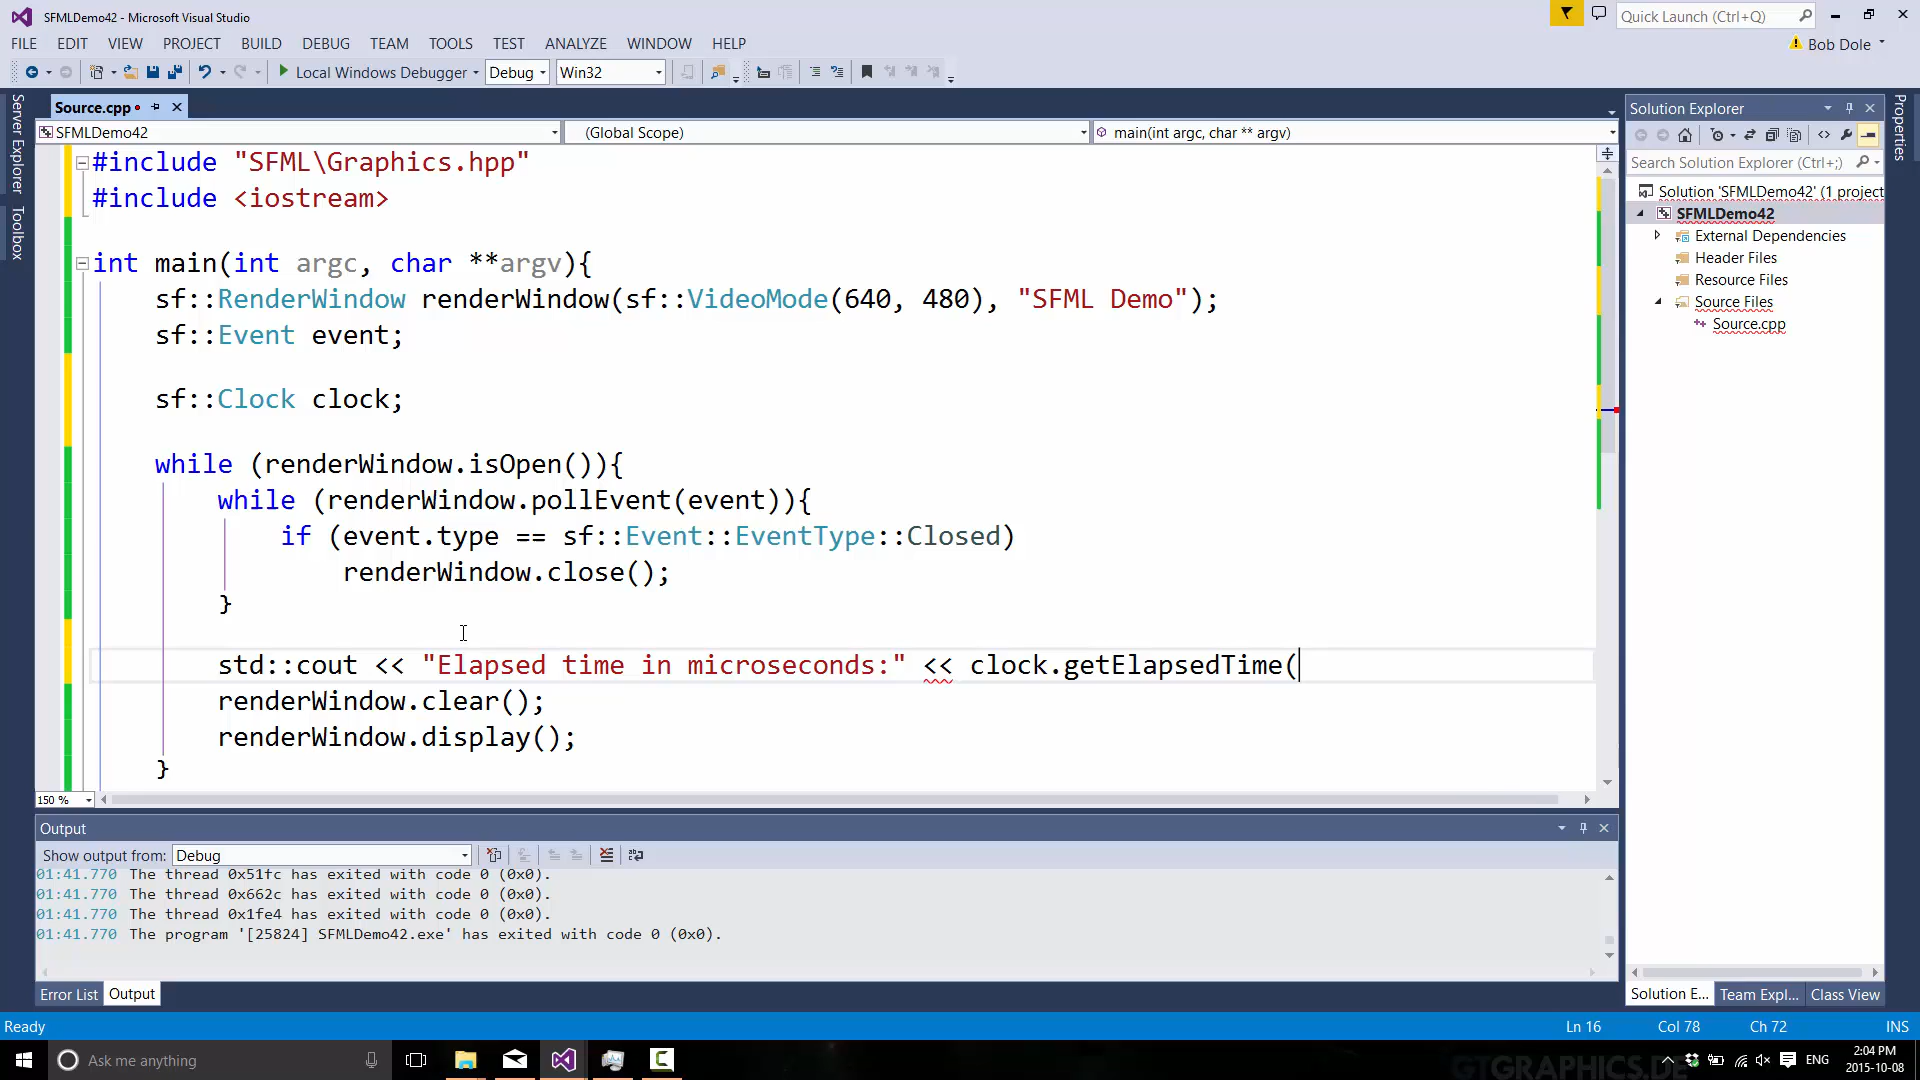 SFMLDemo42 - Microsoft Visual Studio
Quick Launch (Ctrl+Q)
FILE EDIT VIEW PROJECT BUILD DEBUG TEAM TOOLS TEST ANALYZE WINDOW HELP
Bob Dole
Local Windows Debugger Debug Win32
Server Explorer
Toolbox
Source.cpp
SFMLDemo42 (Global Scope) main(int argc, char ** argv)
#include "SFML\Graphics.hpp"
#include <iostream>
int main(int argc, char **argv){
sf::RenderWindow renderWindow(sf::VideoMode(640, 480), "SFML Demo");
sf::Event event;
sf::Clock clock;
while (renderWindow.isOpen()){
while (renderWindow.pollEvent(event)){
if (event.type == sf::Event::EventType::Closed)
renderWindow.close();
}
std::cout << "Elapsed time in microseconds:" << clock.getElapsedTime(
renderWindow.clear();
renderWindow.display();
}
150 %
Output
Show output from: Debug
01:41.770 The thread 0x51fc has exited with code 0 (0x0).
01:41.770 The thread 0x662c has exited with code 0 (0x0).
01:41.770 The thread 0x1fe4 has exited with code 0 (0x0).
01:41.770 The program '[25824] SFMLDemo42.exe' has exited with code 0 (0x0).
Error List Output
Solution Explorer
Search Solution Explorer (Ctrl+;)
Solution 'SFMLDemo42' (1 project
SFMLDemo42
External Dependencies
Header Files
Resource Files
Source Files
Source.cpp
Solution E... Team Expl... Class View
Properties
Ready Ln 16 Col 78 Ch 72 INS
Ask me anything
GTGRAPHICS.DE
ENG
2:04 PM
2015-10-08